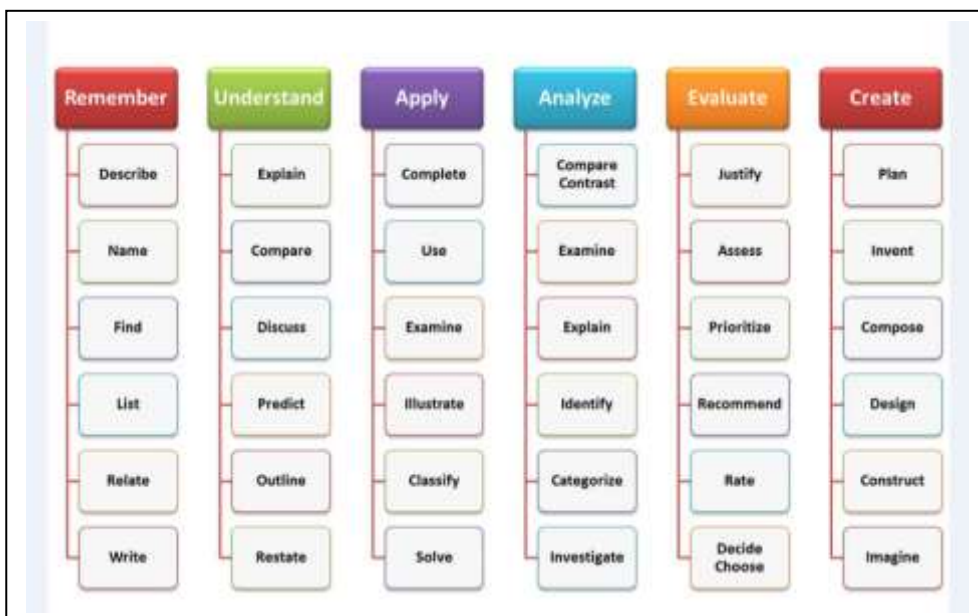 Remember
Understand
Apply
Analyze
Evaluate
Create
Describe
Explain
Complete
Compare
Contrast
Justify
Plan
Name
Compare
Use
Examine
Assess
Invent
Find
Discuss
Examine
Explain
Prioritize
Compose
List
Predict
Illustrate
Identify
Recommend
Design
Relate
Outline
Classify
Categorize
Rate
Construct
Write
Restate
Solve
Investigate
Decide
Choose
Imagine